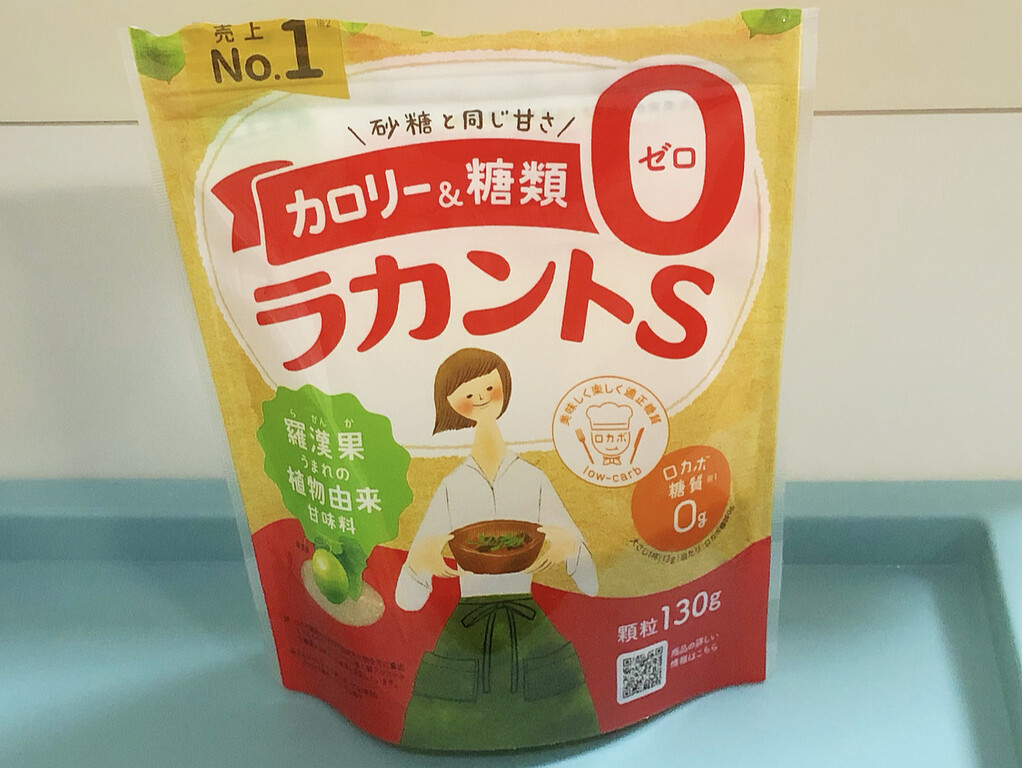 売上
No.1 ※2
砂糖と同じ甘さ
カロリー&糖類
0
ゼロ
ラカントS
らかんか
羅漢果
うまれの
植物由来
甘味料
美味しく楽しく適正糖質
ロカボ
low-carb
ロカボ
糖質※1
0g
顆粒130g
商品の詳しい
情報はこちら